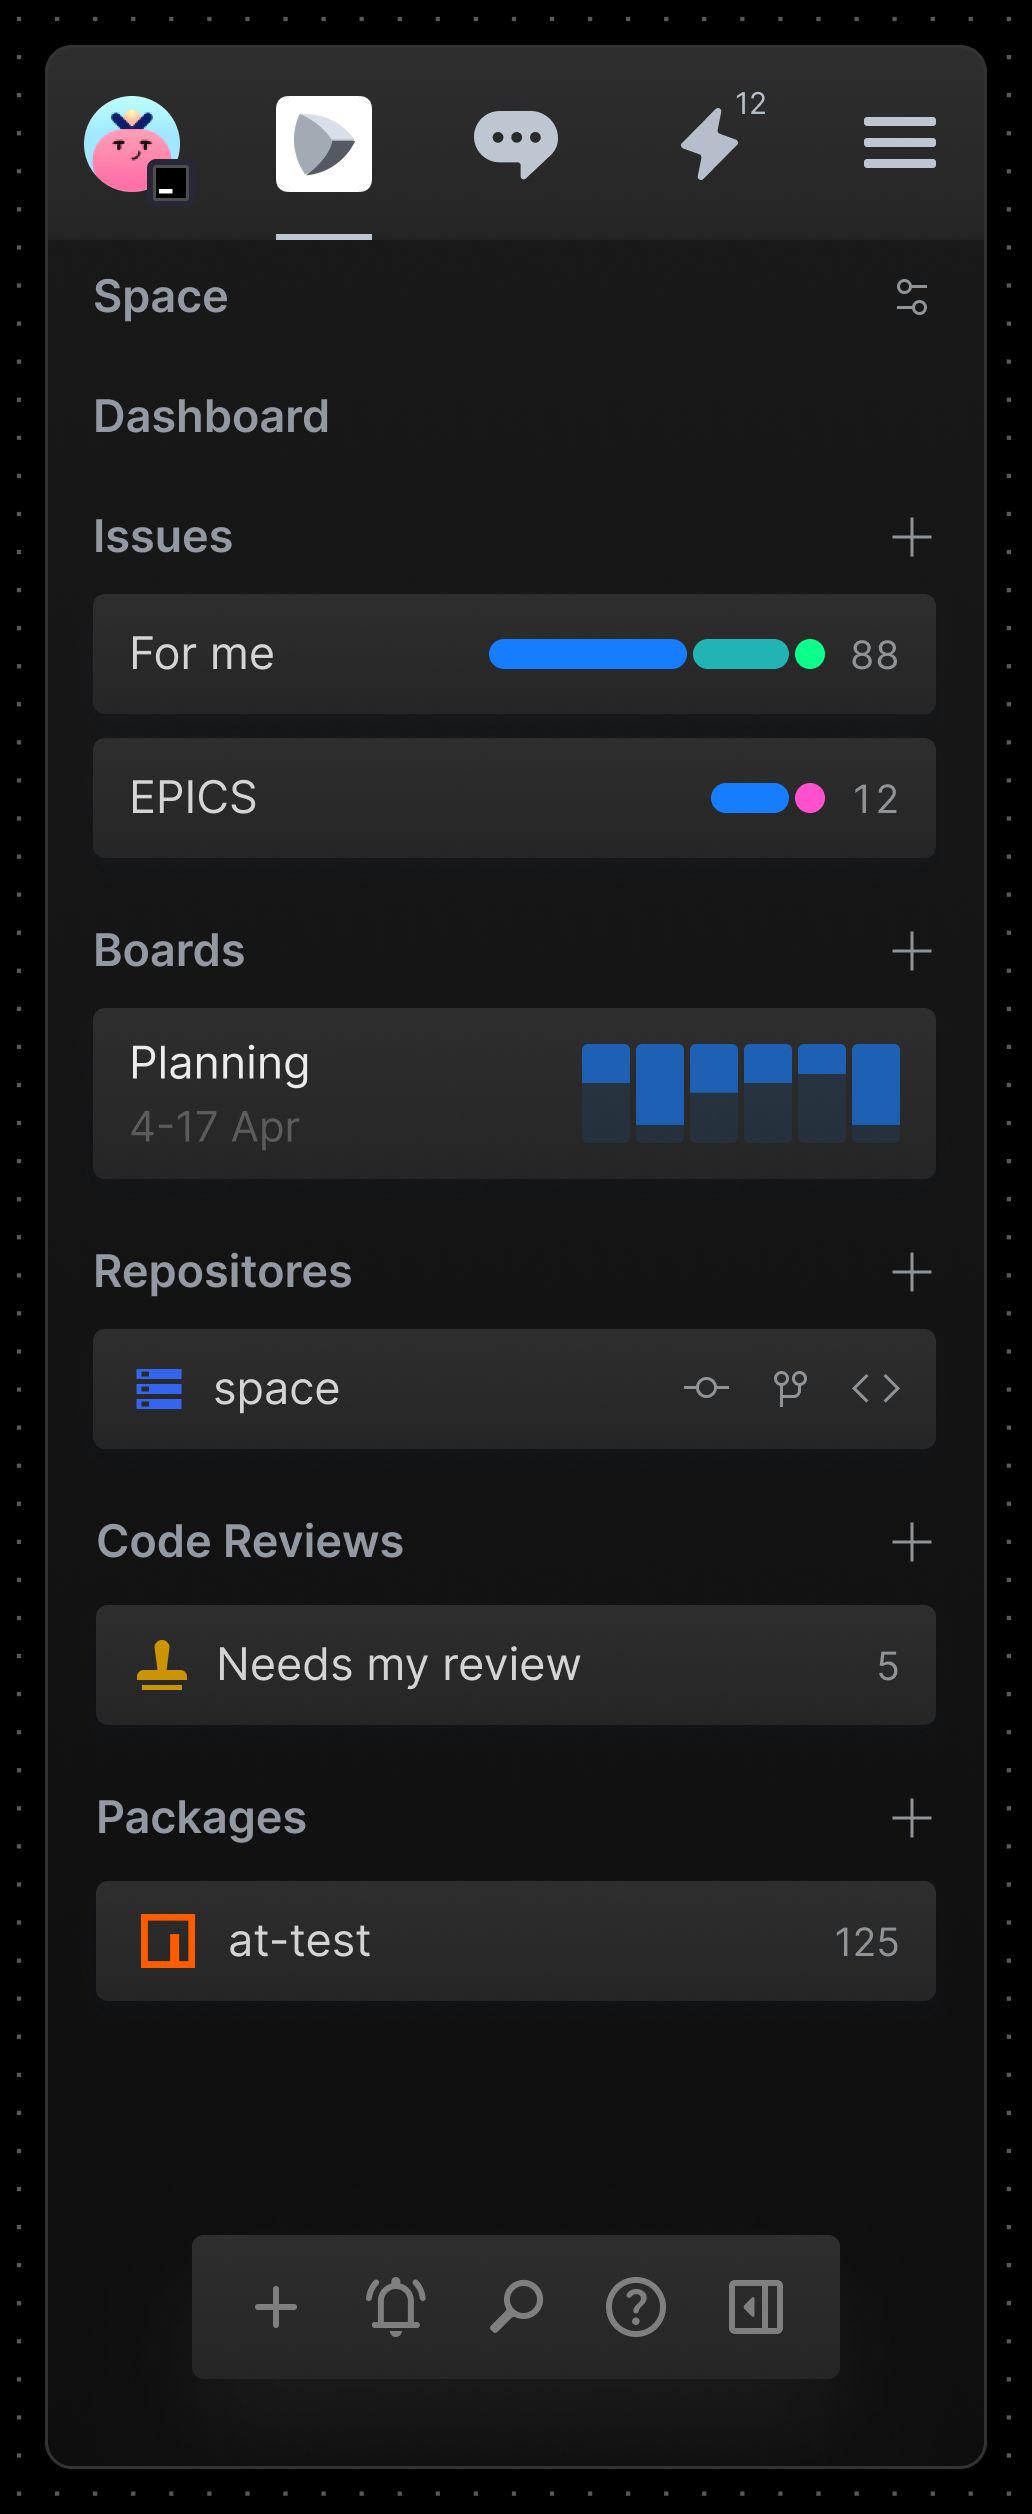 12
Space
Dashboard
Issues
For me 88
EPICS 12
Boards
Planning
4-17 Apr
Repositores
space
Code Reviews
Needs my review 5
Packages
at-test 125